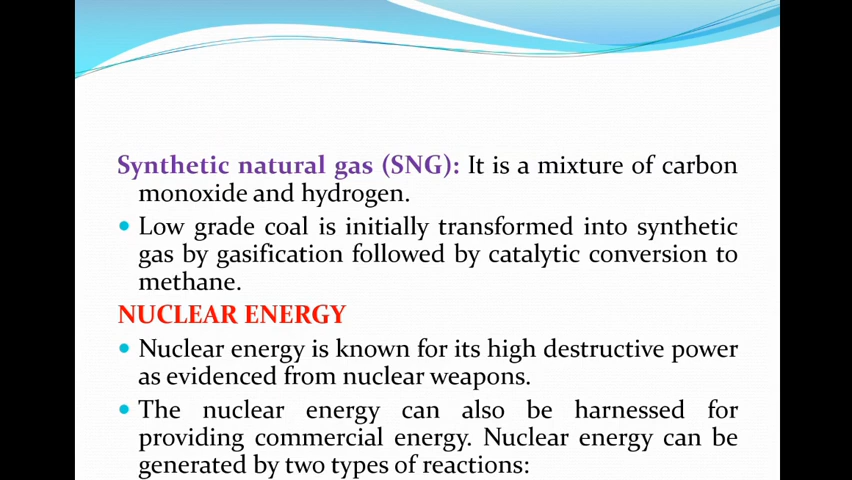 Synthetic natural gas (SNG): It is a mixture of carbon
monoxide and hydrogen.
• Low grade coal is initially transformed into synthetic
gas by gasification followed by catalytic conversion to
methane.
NUCLEAR ENERGY
• Nuclear energy is known for its high destructive power
as evidenced from nuclear weapons.
• The nuclear energy can also be harnessed for
providing commercial energy. Nuclear energy can be
generated by two types of reactions: